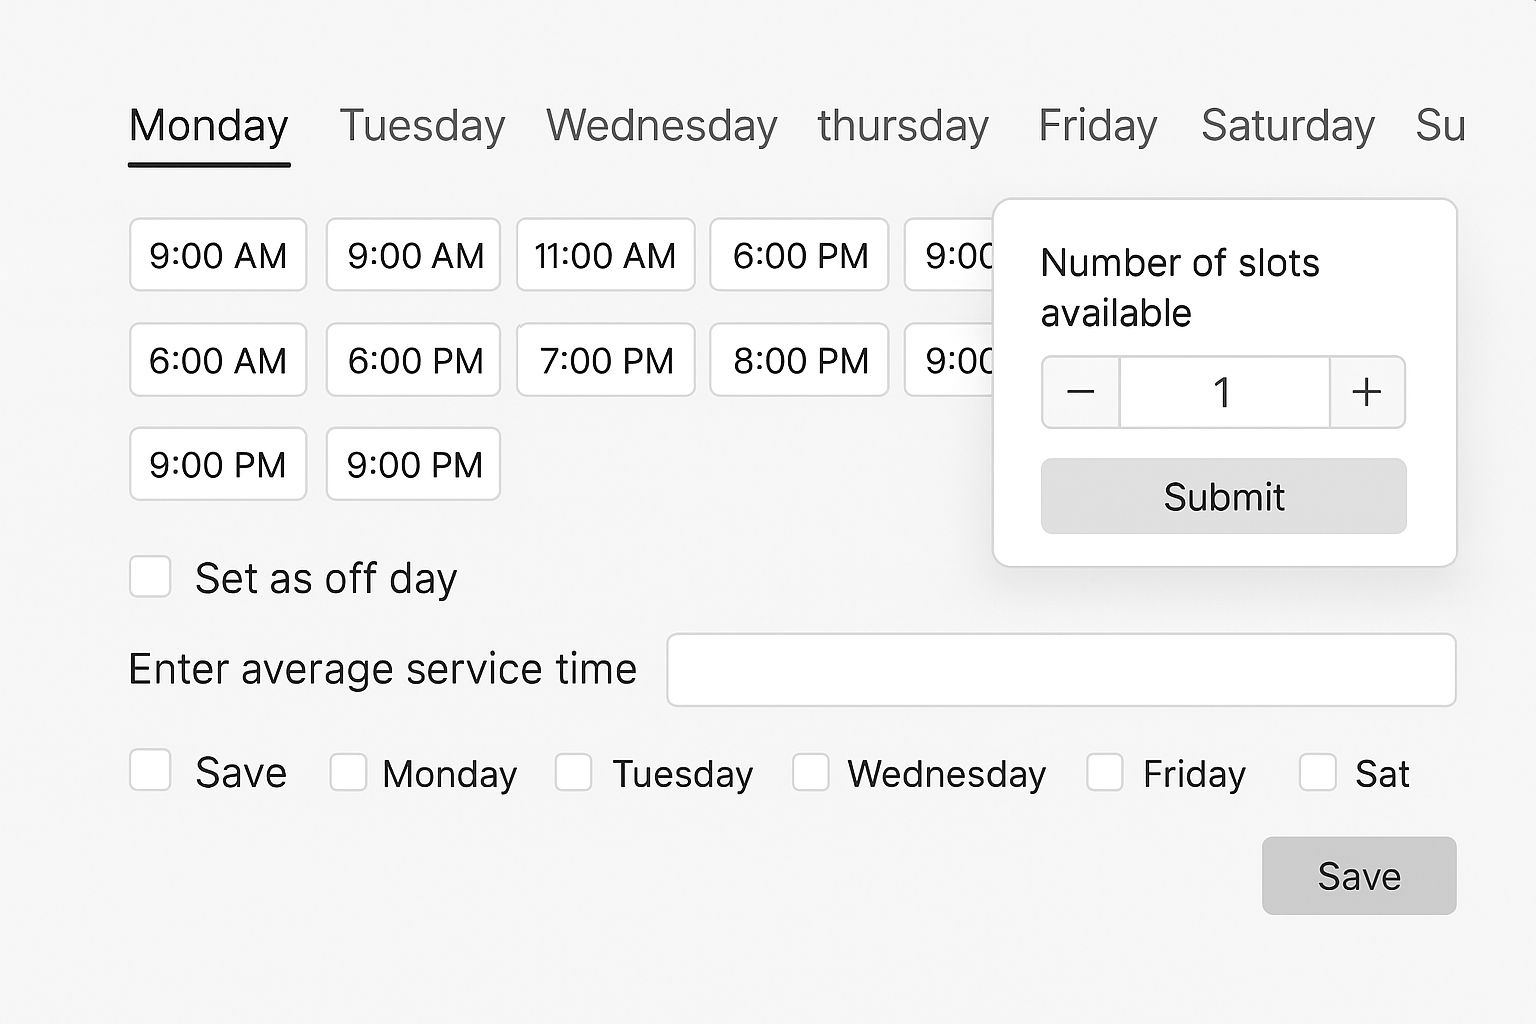 Monday Tuesday Wednesday thursday Friday Saturday Su
9:00 AM 9:00 AM 11:00 AM 6:00 PM 9:00
6:00 AM 6:00 PM 7:00 PM 8:00 PM 9:00
9:00 PM 9:00 PM
Number of slots
available
− 1 +
Submit
Set as off day
Enter average service time
Save Monday Tuesday Wednesday Friday Sat
Save